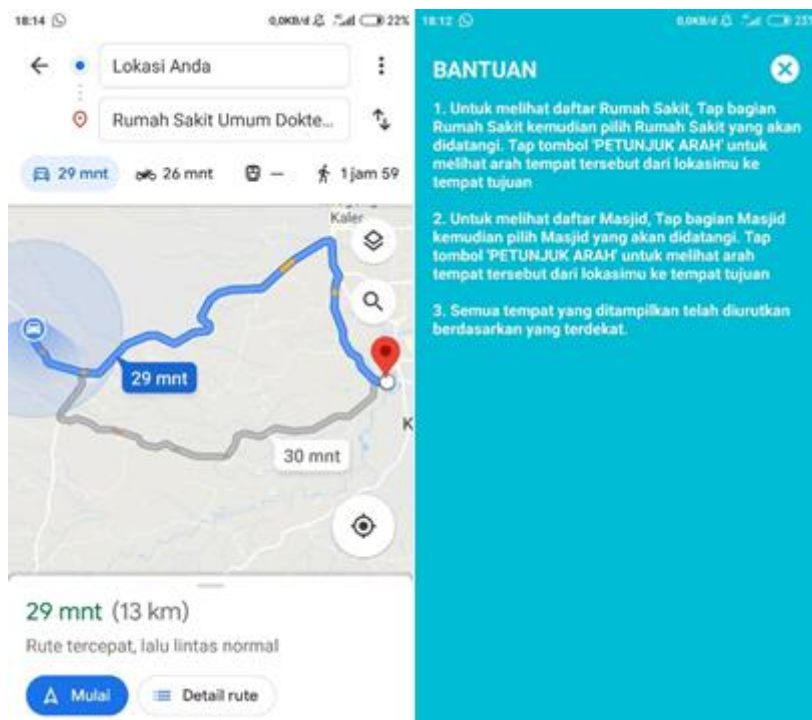 18:14
0,0KB/d
22%
Lokasi Anda
Rumah Sakit Umum Dokte...
29 mnt
26 mnt
—
1 jam 59
Kaler
29 mnt
30 mnt
K
29 mnt (13 km)
Rute tercepat, lalu lintas normal
Mulai
Detail rute
18:12
0,0KB/d
23%
BANTUAN
1. Untuk melihat daftar Rumah Sakit, Tap bagian
Rumah Sakit kemudian pilih Rumah Sakit yang akan
didatangi. Tap tombol 'PETUNJUK ARAH' untuk
melihat arah tempat tersebut dari lokasimu ke
tempat tujuan
2. Untuk melihat daftar Masjid, Tap bagian Masjid
kemudian pilih Masjid yang akan didatangi. Tap
tombol 'PETUNJUK ARAH' untuk melihat arah
tempat tersebut dari lokasimu ke tempat tujuan
3. Semua tempat yang ditampilkan telah diurutkan
berdasarkan yang terdekat.